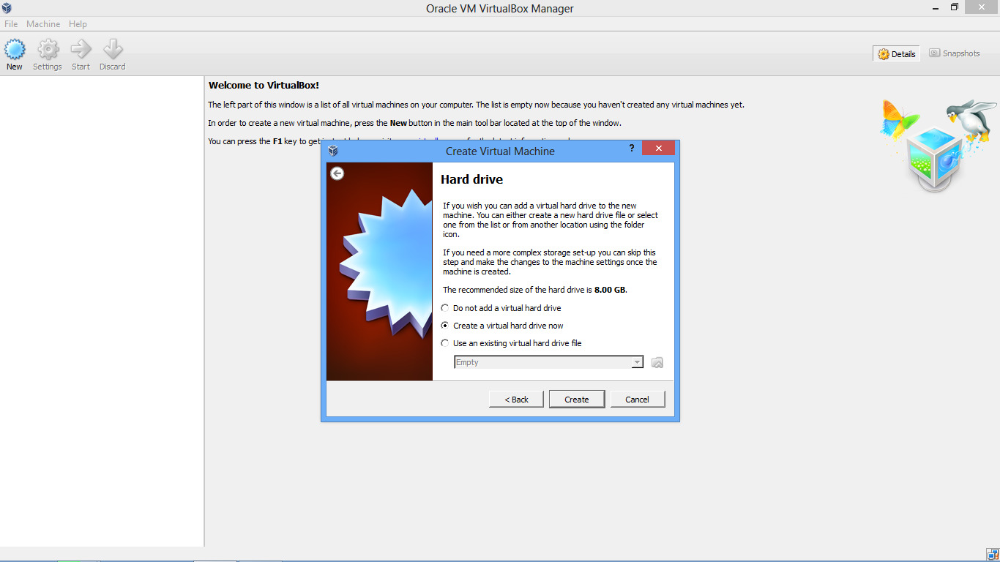 Oracle VM VirtualBox Manager
File Machine Help
New Settings Start Discard
Details Snapshots
Welcome to VirtualBox!
The left part of this window is a list of all virtual machines on your computer. The list is empty now because you haven't created any virtual machines yet.
In order to create a new virtual machine, press the New button in the main tool bar located at the top of the window.
You can press the F1 key to get
Create Virtual Machine ?
Hard drive
If you wish you can add a virtual hard drive to the new
machine. You can either create a new hard drive file or select
one from the list or from another location using the folder
icon.
If you need a more complex storage set-up you can skip this
step and make the changes to the machine settings once the
machine is created.
The recommended size of the hard drive is 8.00 GB.
Do not add a virtual hard drive
Create a virtual hard drive now
Use an existing virtual hard drive file
Empty
< Back Create Cancel